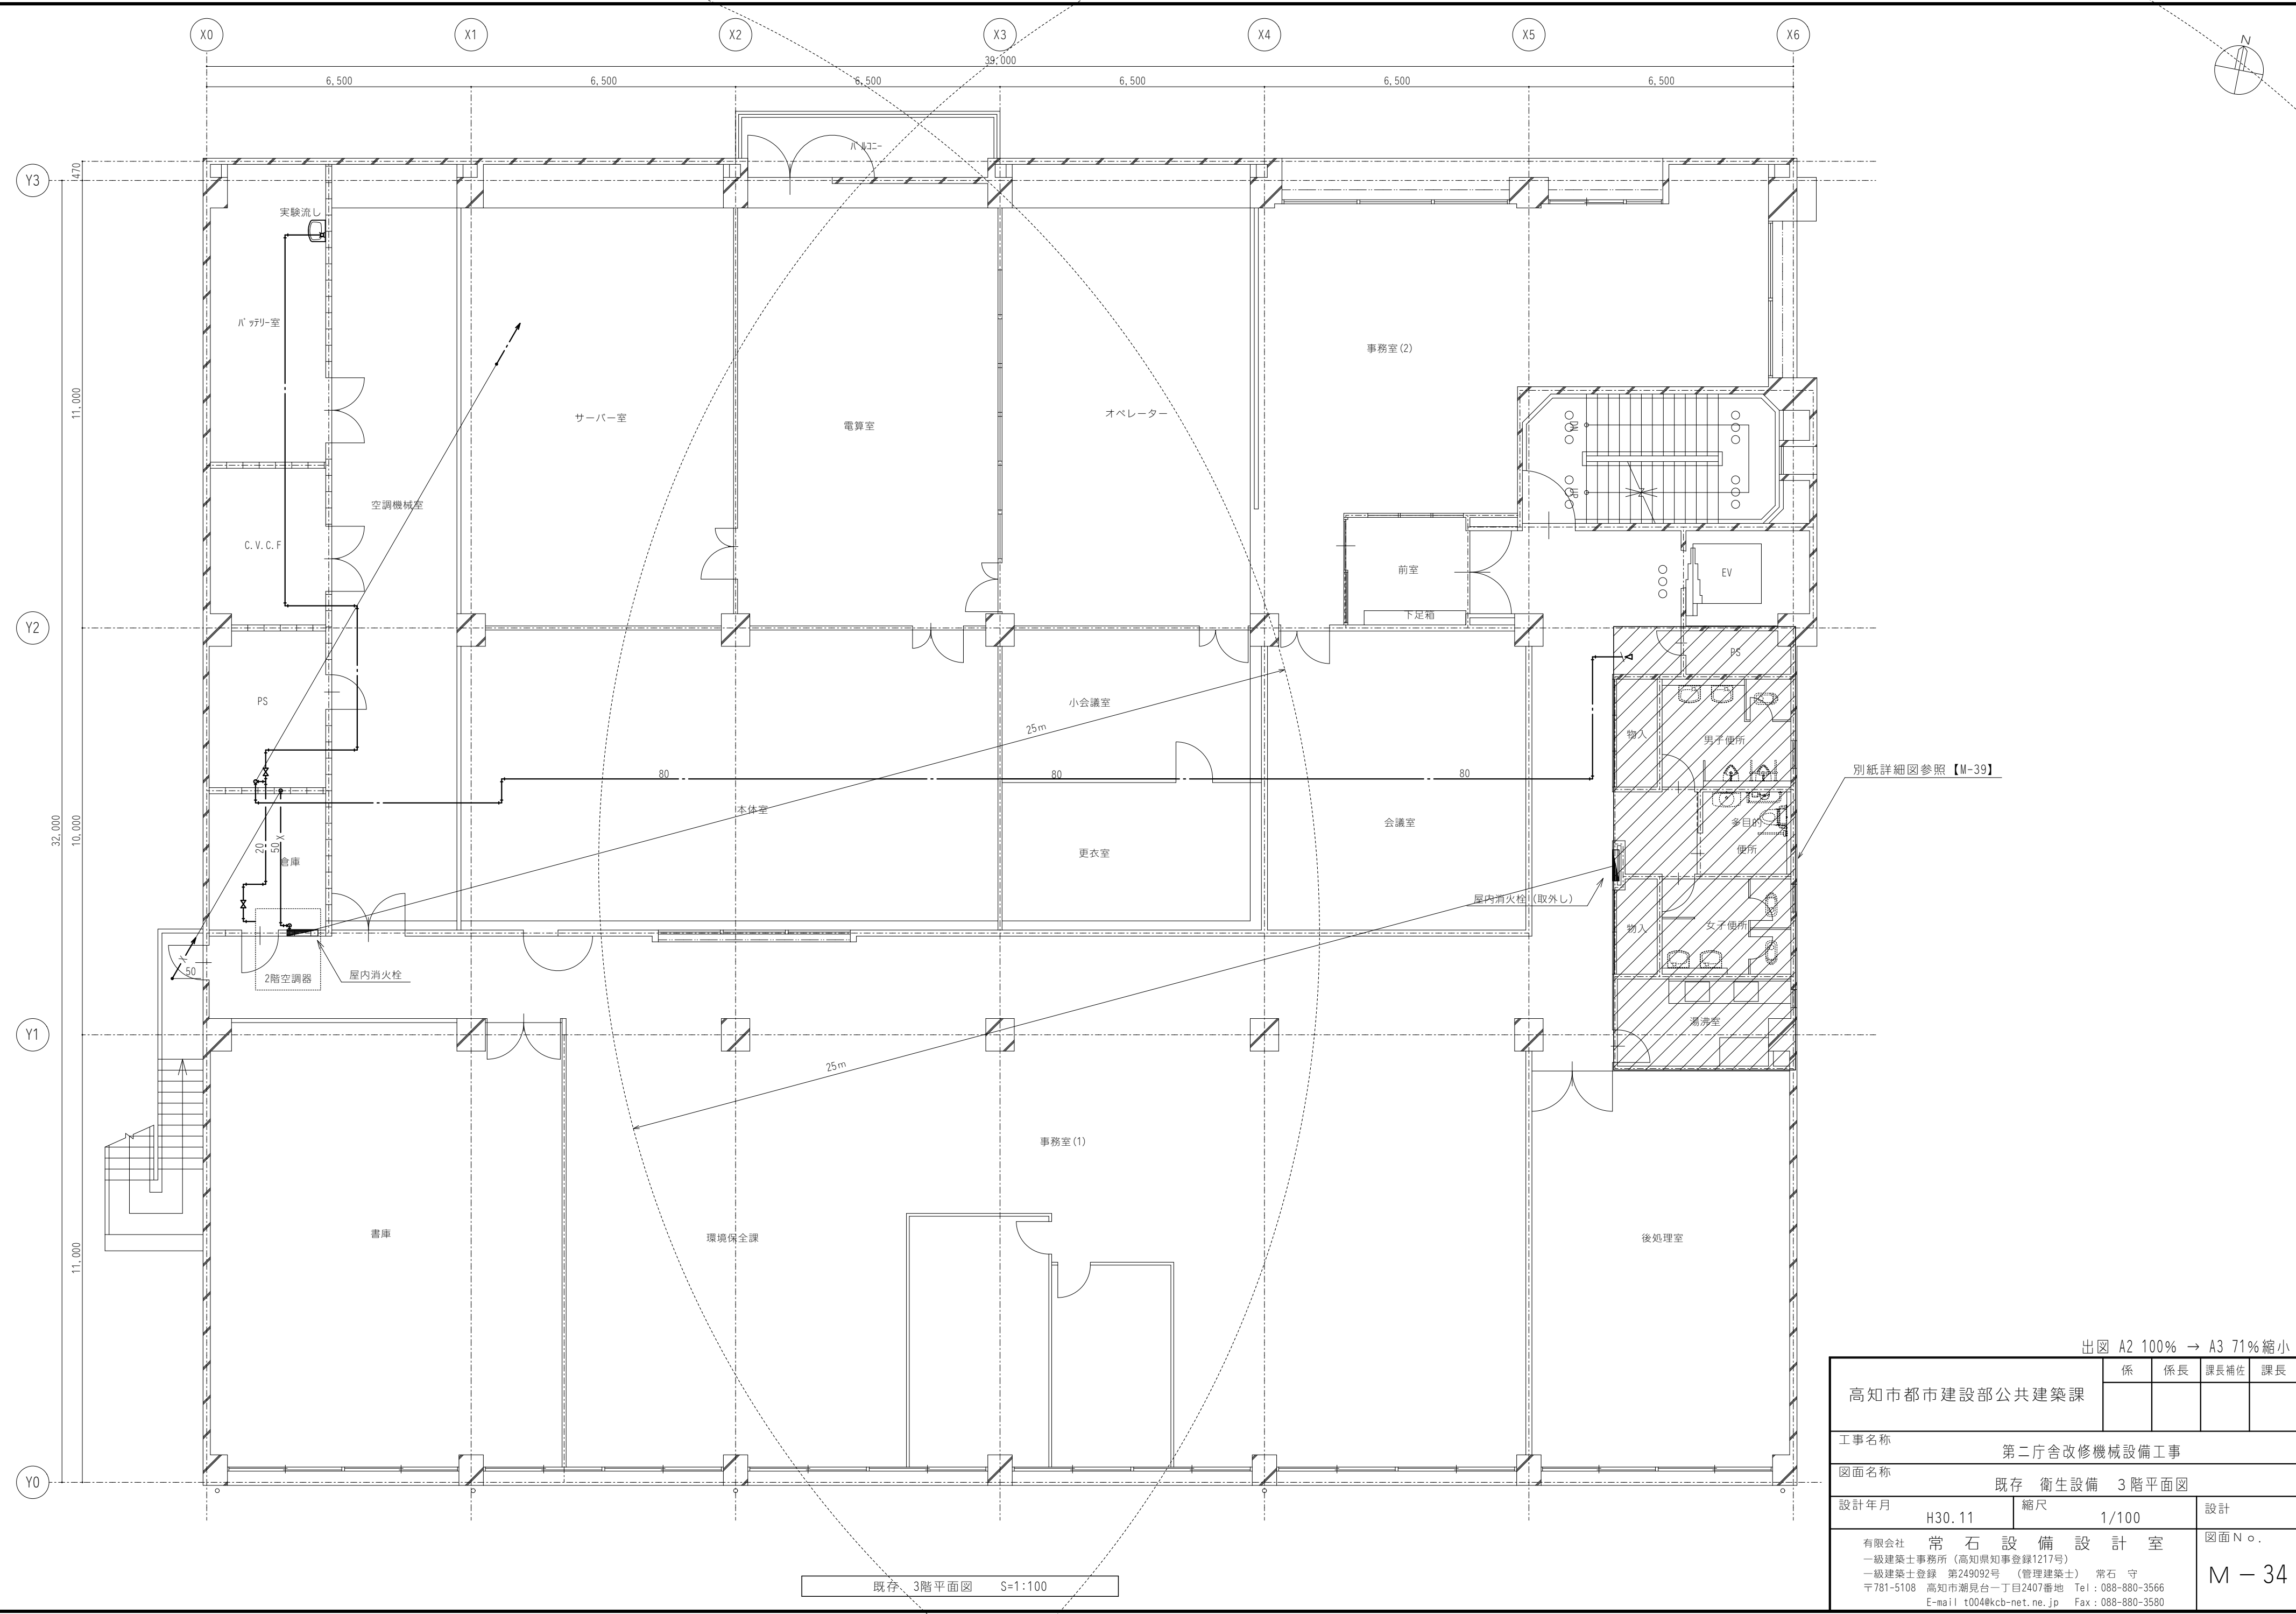 X0
X1
X2
X3
X4
X5
X6
N
39,000
6,500
6,500
6,500
6,500
6,500
6,500
Y3
470
バルコニー
実験流し
バッテリー室
事務室(2)
11,000
サーバー室
電算室
オペレーター
DN
UP
空調機械室
C.V.C.F
前室
EV
下足箱
Y2
PS
PS
小会議室
25m
物入
男子便所
別紙詳細図参照【M-39】
80
80
80
本体室
会議室
多目的
便所
32,000
10,000
20
50
X
倉庫
更衣室
屋内消火栓(取外し)
物入
女子便所
X
50
2階空調器
屋内消火栓
湯沸室
Y1
25m
事務室(1)
書庫
環境保全課
後処理室
11,000
Y0
既存 3階平面図 S=1:100
出図 A2 100% → A3 71%縮小
高知市都市建設部公共建築課
係
係長
課長補佐
課長
工事名称
第二庁舎改修機械設備工事
図面名称
既存 衛生設備 3階平面図
設計年月
H30.11
縮尺
1/100
設計
有限会社 常石設備設計室
一級建築士事務所(高知県知事登録1217号)
一級建築士登録 第249092号 (管理建築士) 常石 守
〒781-5108 高知市潮見台一丁目2407番地 Tel:088-880-3566
E-mail t004@kcb-net.ne.jp Fax:088-880-3580
図面No.
M-34